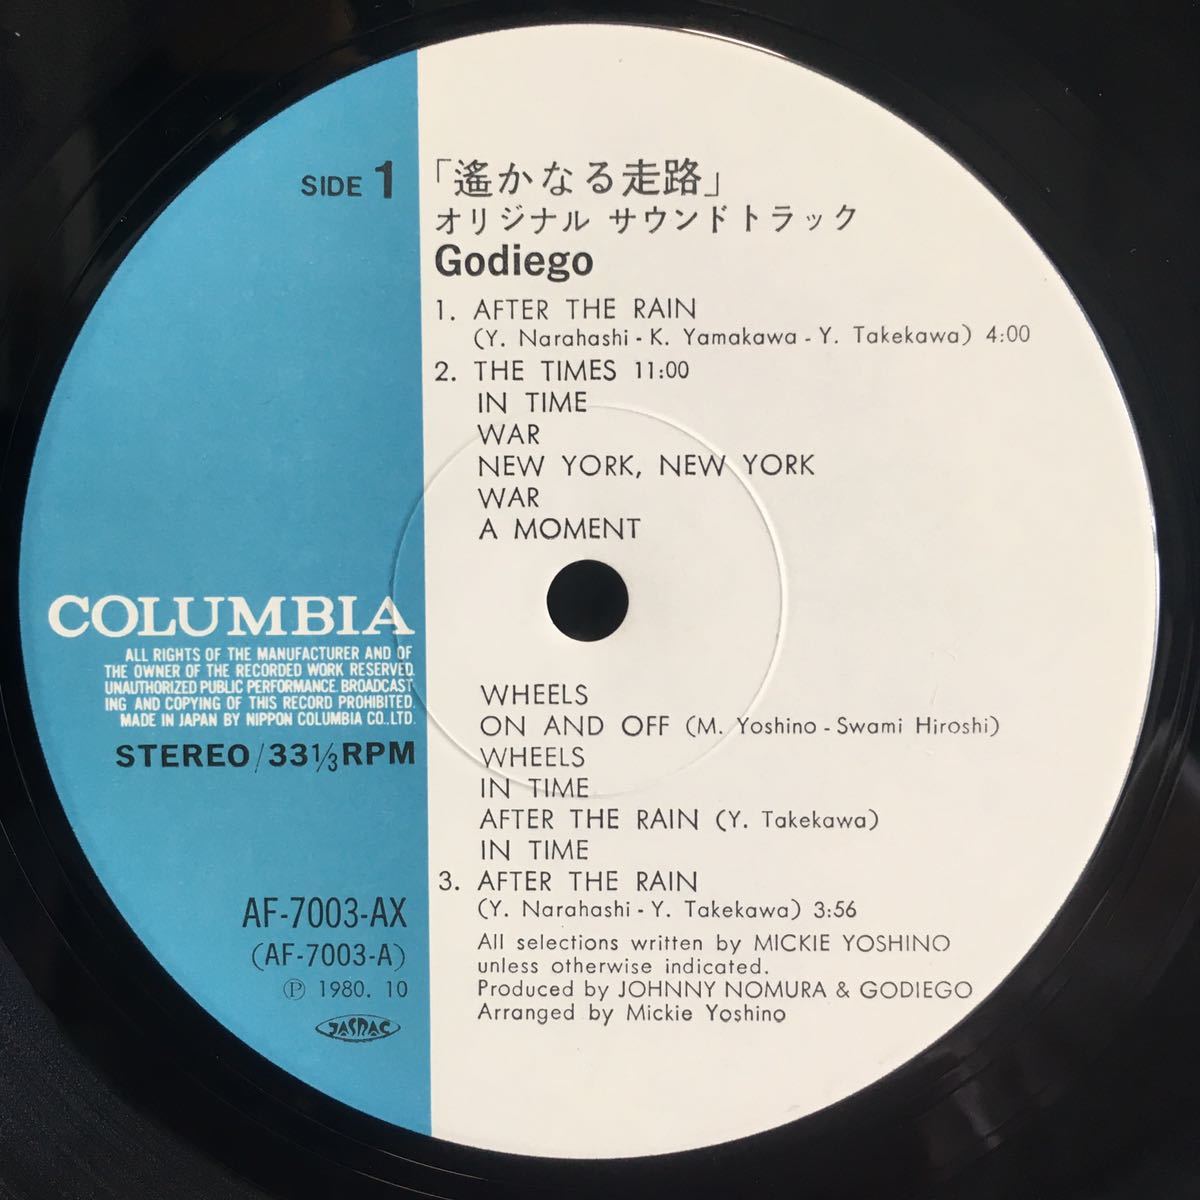 SIDE 1
「遙かなる走路」
オリジナル サウンドトラック
Godiego
1. AFTER THE RAIN
(Y. Narahashi - K. Yamakawa - Y. Takekawa) 4:00
2. THE TIMES 11:00
IN TIME
WAR
NEW YORK, NEW YORK
WAR
A MOMENT
WHEELS
ON AND OFF (M. Yoshino - Swami Hiroshi)
WHEELS
IN TIME
AFTER THE RAIN (Y. Takekawa)
IN TIME
3. AFTER THE RAIN
(Y. Narahashi - Y. Takekawa) 3:56
All selections written by MICKIE YOSHINO
unless otherwise indicated.
Produced by JOHNNY NOMURA & GODIEGO
Arranged by Mickie Yoshino
COLUMBIA
ALL RIGHTS OF THE MANUFACTURER AND OF
THE OWNER OF THE RECORDED WORK RESERVED.
UNAUTHORIZED PUBLIC PERFORMANCE. BROADCAST
ING AND COPYING OF THIS RECORD PROHIBITED.
MADE IN JAPAN BY NIPPON COLUMBIA CO.,LTD.
STEREO/33⅓RPM
AF-7003-AX
(AF-7003-A)
Ⓟ 1980. 10
JASRAC